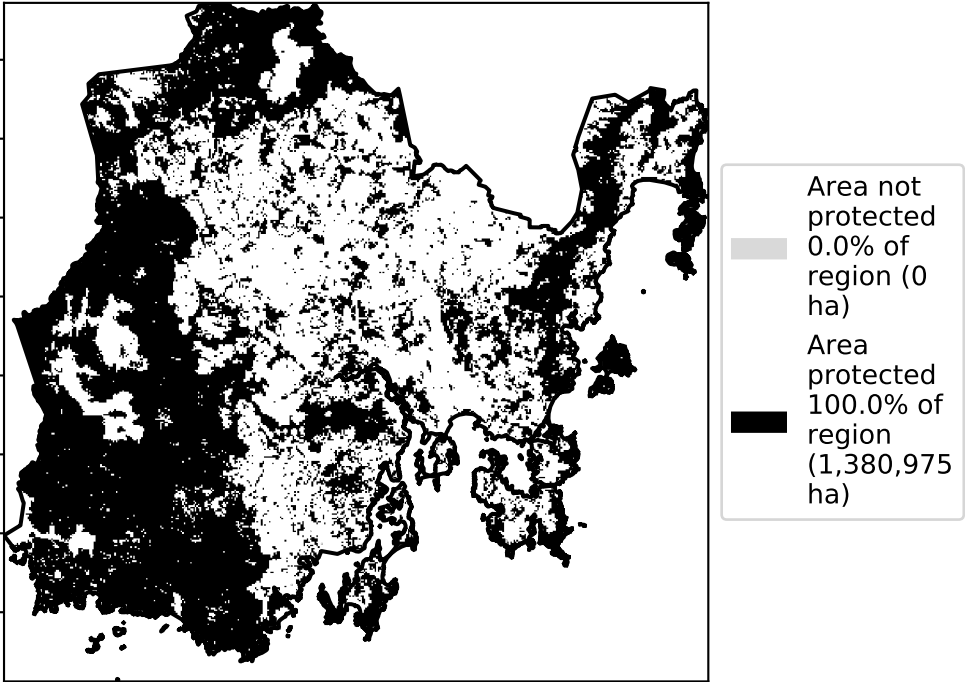 Area not
protected
0.0% of
region (0
ha)
Area
protected
100.0% of
region
(1,380,975
ha)